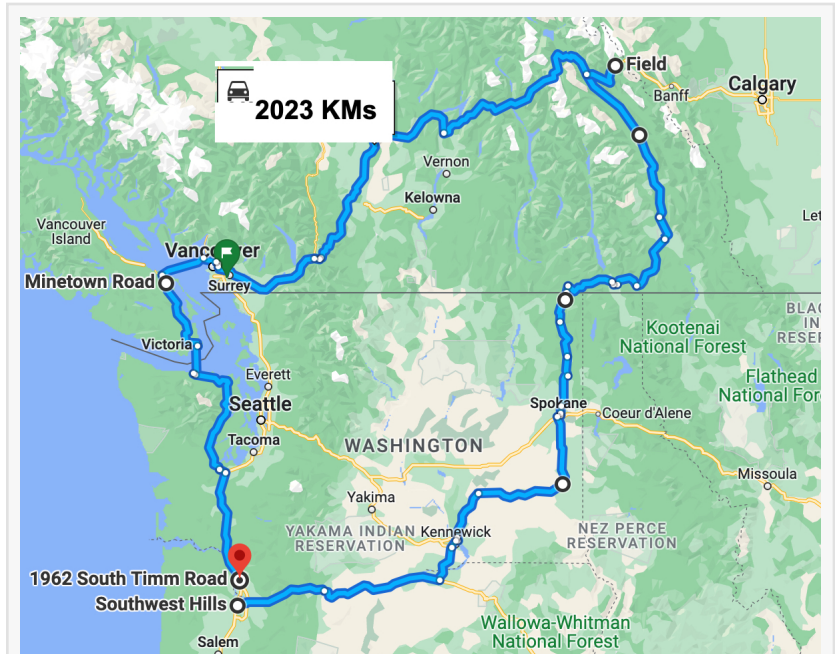 2023 KMs
Field
Banff
Calgary
Vernon
Kelowna
Vancouver
Island
Vancouver
Surrey
Minetown Road
Victoria
Kootenai
National Forest
Everett
Seattle
Tacoma
Spokane
Coeur d'Alene
Flathead
WASHINGTON
Missoula
Yakima
YAKAMA INDIAN
RESERVATION
Kennewick
NEZ PERCE
RESERVATION
1962 South Timm Road
Southwest Hills
Salem
Wallowa-Whitman
National Forest